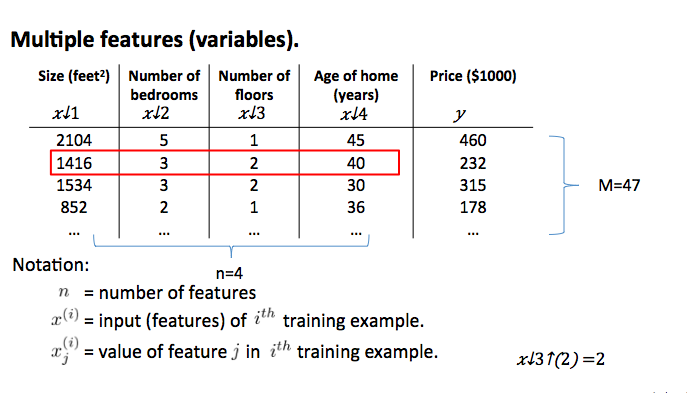 Multiple features (variables).
Size (feet²) Number of bedrooms Number of floors Age of home (years) Price ($1000)
x↓1 x↓2 x↓3 x↓4 y
2104 5 1 45 460
1416 3 2 40 232
1534 3 2 30 315
852 2 1 36 178
... ... ... ... ...
M=47
n=4
Notation:
n = number of features
x^(i) = input (features) of i^th training example.
x_j^(i) = value of feature j in i^th training example.
x↓3↑(2)=2